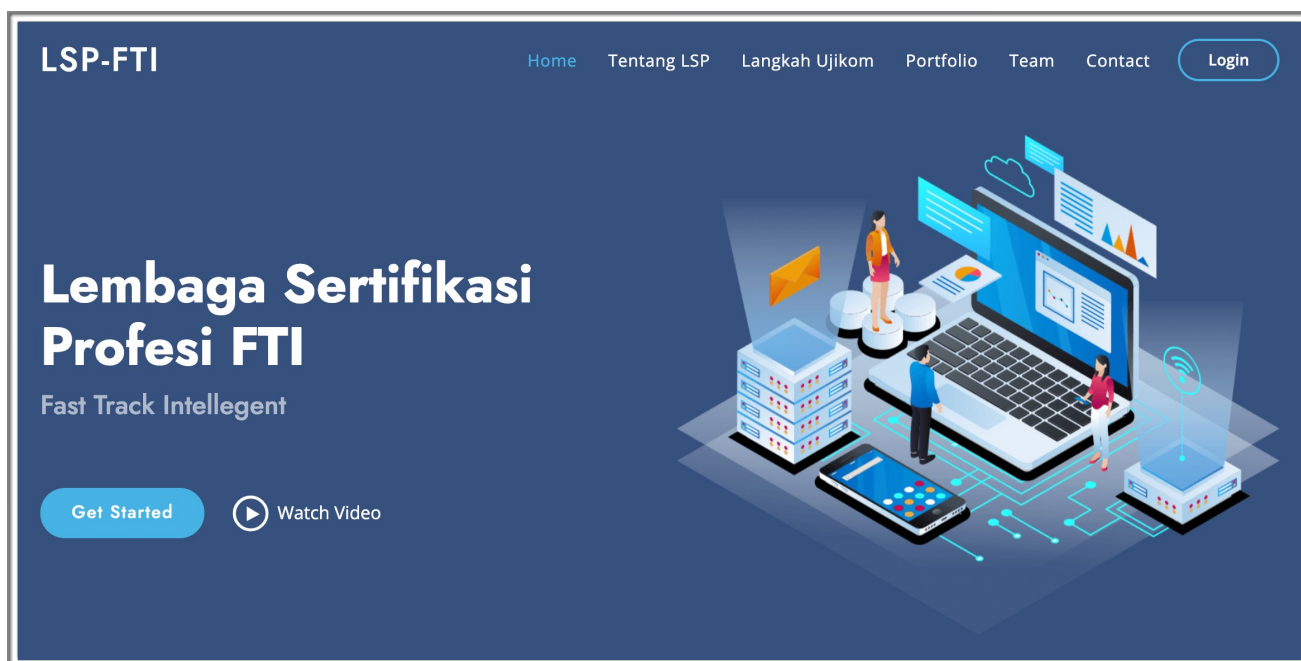 LSP-FTI
Home Tentang LSP Langkah Ujikom Portfolio Team Contact Login
Lembaga Sertifikasi
Profesi FTI
Fast Track Intellegent
Get Started Watch Video